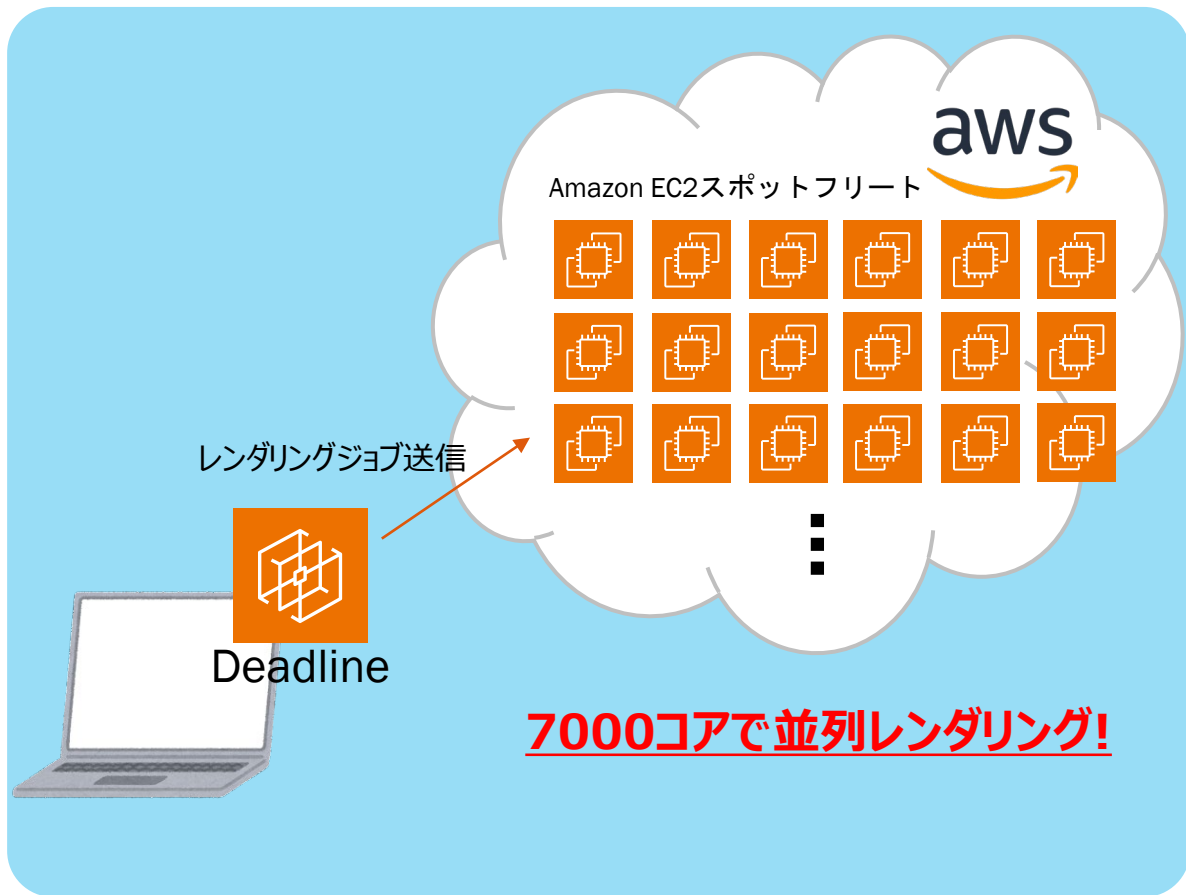 aws
Amazon EC2スポットフリート
レンダリングジョブ送信
Deadline
7000コアで並列レンダリング!